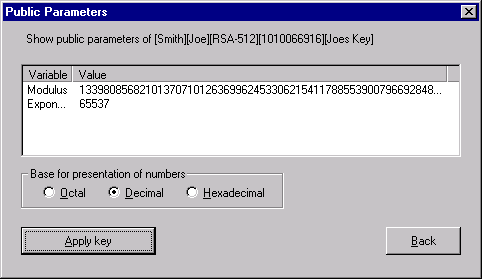 Public Parameters
Show public parameters of [Smith][Joe][RSA-512][1010066916][Joes Key]
Variable Value
Modulus 13398085682101370710126369962453306215411788553900796692848...
Expon... 65537
Base for presentation of numbers
Octal Decimal Hexadecimal
Apply key Back